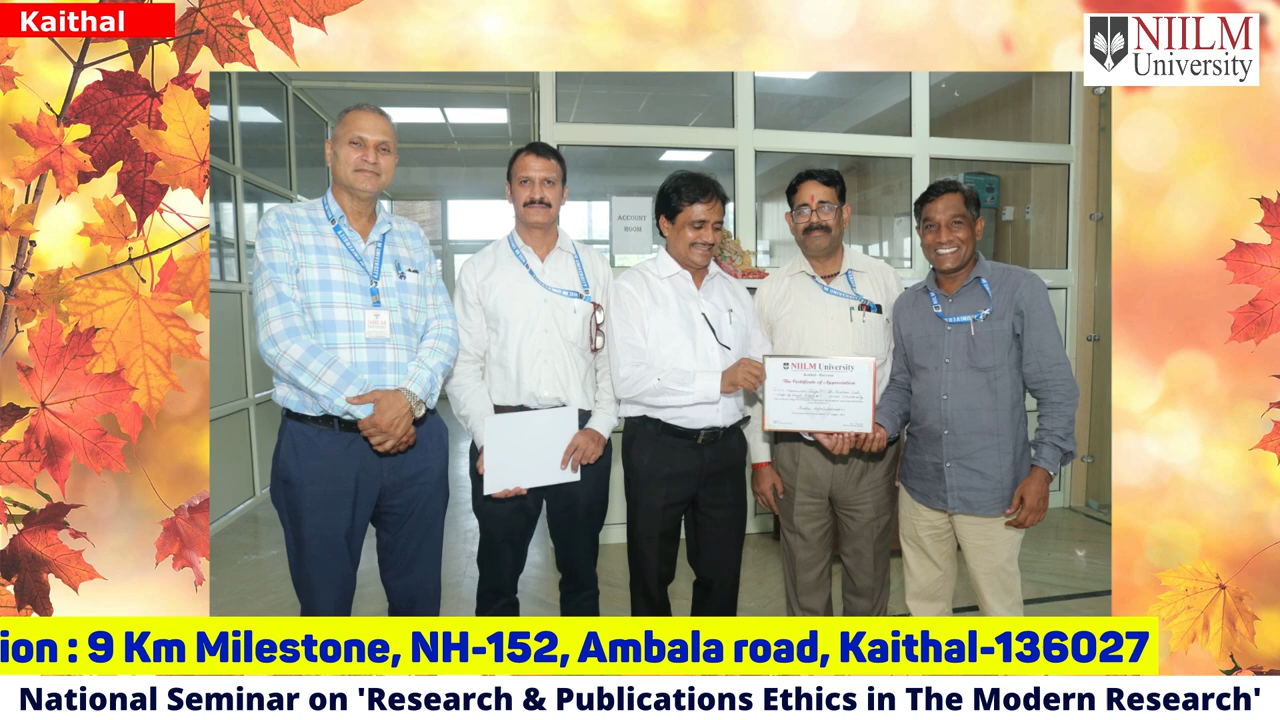 Kaithal
NIILM
University
ACCOUNT
ROOM
NIILM University
The Certificate of Appreciation
ion : 9 Km Milestone, NH-152, Ambala road, Kaithal-136027
National Seminar on 'Research & Publications Ethics in The Modern Research'